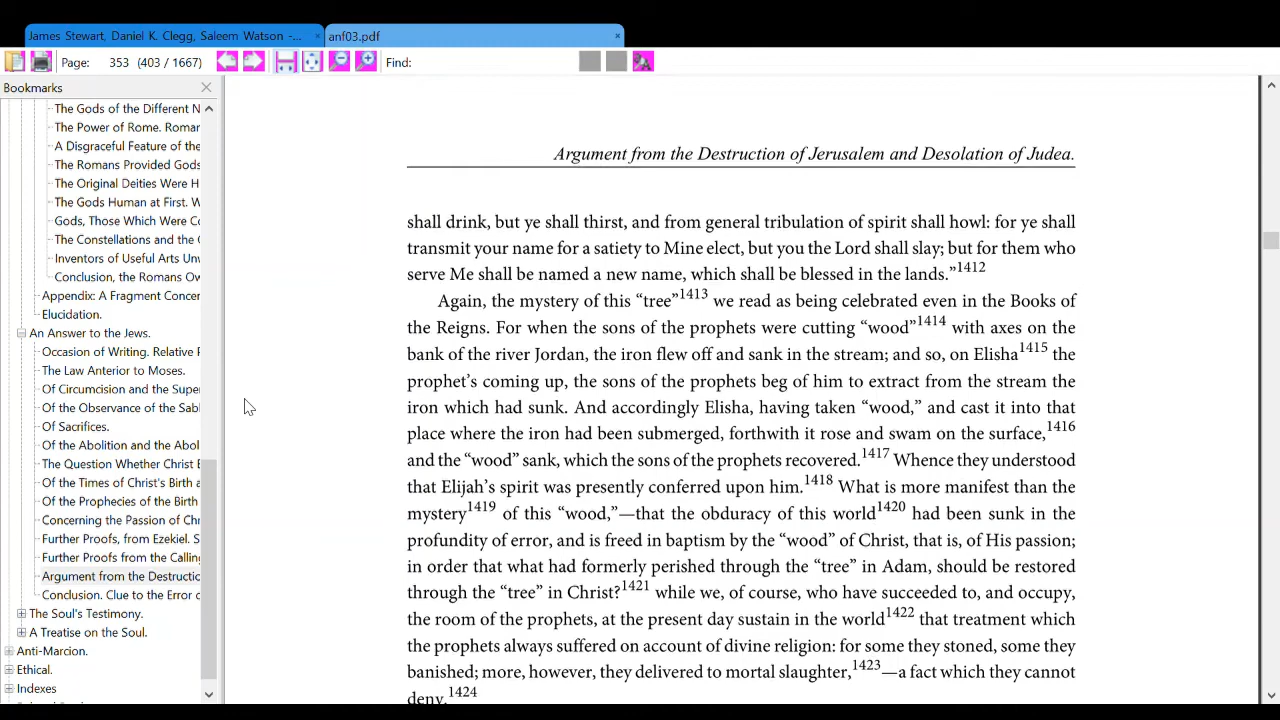 James Stewart, Daniel K. Clegg, Saleem Watson -...
anf03.pdf
Page: 353 (403 / 1667) Find:
Bookmarks
The Gods of the Different N
The Power of Rome. Romar
A Disgraceful Feature of the
The Romans Provided Gods
The Original Deities Were H
The Gods Human at First. W
Gods, Those Which Were Co
The Constellations and the (
Inventors of Useful Arts Unv
Conclusion, the Romans Ow
Appendix: A Fragment Concer
Elucidation.
An Answer to the Jews.
Occasion of Writing. Relative P
The Law Anterior to Moses.
Of Circumcision and the Super
Of the Observance of the Sabl
Of Sacrifices.
Of the Abolition and the Abol
The Question Whether Christ E
Of the Times of Christ's Birth a
Of the Prophecies of the Birth
Concerning the Passion of Chr
Further Proofs, from Ezekiel. S
Further Proofs from the Calling
Argument from the Destructic
Conclusion. Clue to the Error o
The Soul's Testimony.
A Treatise on the Soul.
Anti-Marcion.
Ethical.
Indexes
Argument from the Destruction of Jerusalem and Desolation of Judea.
shall drink, but ye shall thirst, and from general tribulation of spirit shall howl: for ye shall
transmit your name for a satiety to Mine elect, but you the Lord shall slay; but for them who
serve Me shall be named a new name, which shall be blessed in the lands.”1412
Again, the mystery of this “tree”1413 we read as being celebrated even in the Books of
the Reigns. For when the sons of the prophets were cutting “wood”1414 with axes on the
bank of the river Jordan, the iron flew off and sank in the stream; and so, on Elisha1415 the
prophet’s coming up, the sons of the prophets beg of him to extract from the stream the
iron which had sunk. And accordingly Elisha, having taken “wood,” and cast it into that
place where the iron had been submerged, forthwith it rose and swam on the surface,1416
and the “wood” sank, which the sons of the prophets recovered.1417 Whence they understood
that Elijah’s spirit was presently conferred upon him.1418 What is more manifest than the
mystery1419 of this “wood,”—that the obduracy of this world1420 had been sunk in the
profundity of error, and is freed in baptism by the “wood” of Christ, that is, of His passion;
in order that what had formerly perished through the “tree” in Adam, should be restored
through the “tree” in Christ?1421 while we, of course, who have succeeded to, and occupy,
the room of the prophets, at the present day sustain in the world1422 that treatment which
the prophets always suffered on account of divine religion: for some they stoned, some they
banished; more, however, they delivered to mortal slaughter,1423—a fact which they cannot
deny.1424